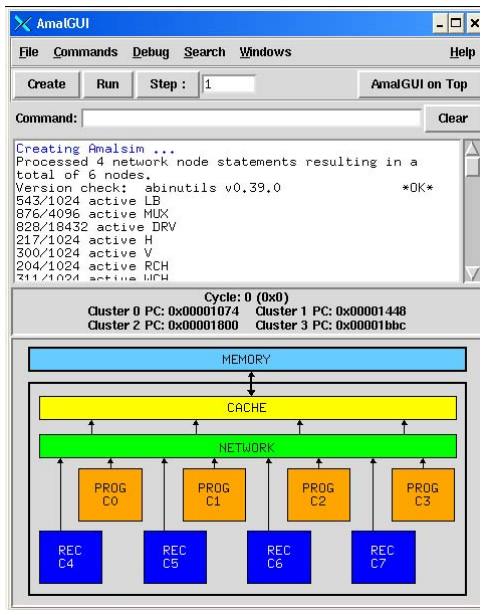 AmalGUI
File Commands Debug Search Windows Help
Create Run Step : 1 AmalGUI on Top
Command: Clear
Creating Amalsim ...
Processed 4 network node statements resulting in a
total of 6 nodes.
Version check: abinutils v0.39.0 *OK*
543/1024 active LB
876/4096 active MUX
828/18432 active DRV
217/1024 active H
300/1024 active V
204/1024 active RCH
311/1024 active WCH
Cycle: 0 (0x0)
Cluster 0 PC: 0x00001074 Cluster 1 PC: 0x00001448
Cluster 2 PC: 0x00001800 Cluster 3 PC: 0x00001bbc
MEMORY
CACHE
NETWORK
PROG C0
PROG C1
PROG C2
PROG C3
REC C4
REC C5
REC C6
REC C7